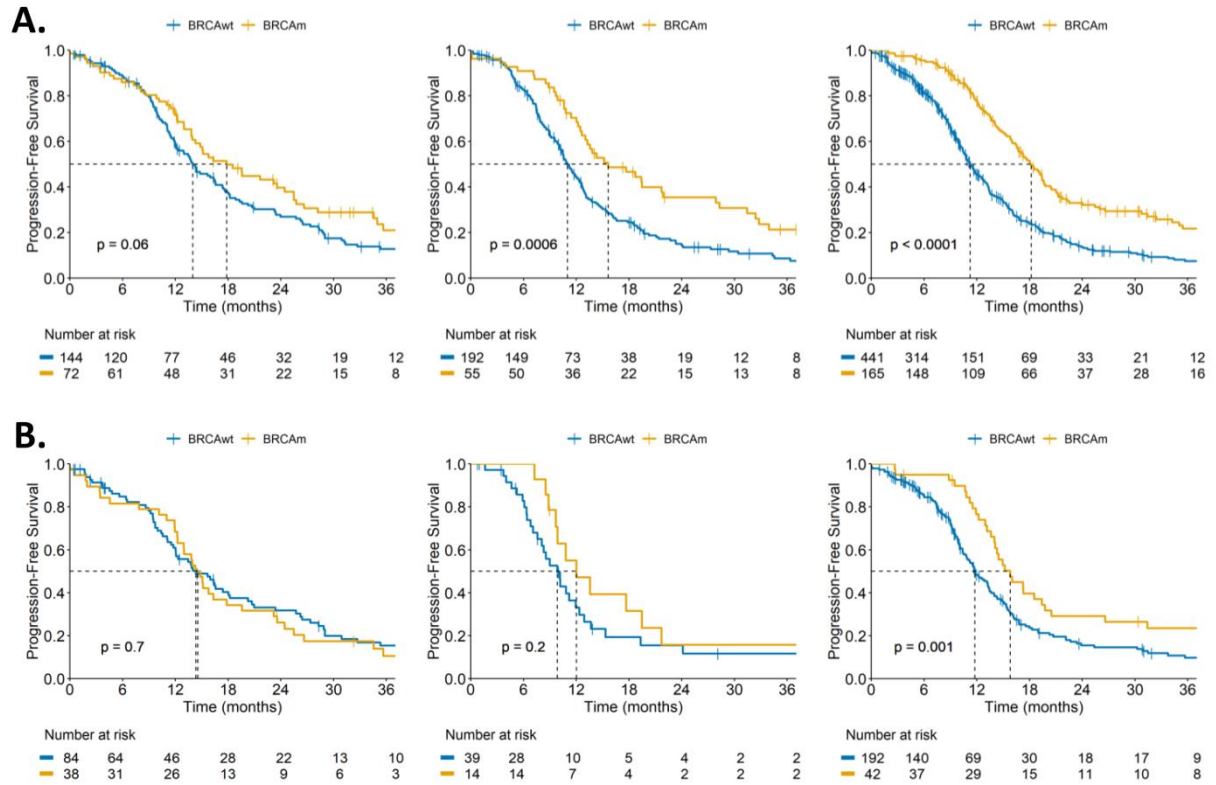 A.
BRCAwt BRCAm
BRCAwt BRCAm
BRCAwt BRCAm
Progression-Free Survival
1.0
0.8
0.6
0.4
0.2
0.0
p = 0.06
0 6 12 18 24 30 36
Time (months)
Progression-Free Survival
1.0
0.8
0.6
0.4
0.2
0.0
p = 0.0006
0 6 12 18 24 30 36
Time (months)
Progression-Free Survival
1.0
0.8
0.6
0.4
0.2
0.0
p < 0.0001
0 6 12 18 24 30 36
Time (months)
Number at risk
144 120 77 46 32 19 12
72 61 48 31 22 15 8
Number at risk
192 149 73 38 19 12 8
55 50 36 22 15 13 8
Number at risk
441 314 151 69 33 21 12
165 148 109 66 37 28 16
B.
BRCAwt BRCAm
BRCAwt BRCAm
BRCAwt BRCAm
Progression-Free Survival
1.0
0.8
0.6
0.4
0.2
0.0
p = 0.7
0 6 12 18 24 30 36
Time (months)
Progression-Free Survival
1.0
0.8
0.6
0.4
0.2
0.0
p = 0.2
0 6 12 18 24 30 36
Time (months)
Progression-Free Survival
1.0
0.8
0.6
0.4
0.2
0.0
p = 0.001
0 6 12 18 24 30 36
Time (months)
Number at risk
84 64 46 28 22 13 10
38 31 26 13 9 6 3
Number at risk
39 28 10 5 4 2 2
14 14 7 4 2 2 2
Number at risk
192 140 69 30 18 17 9
42 37 29 15 11 10 8